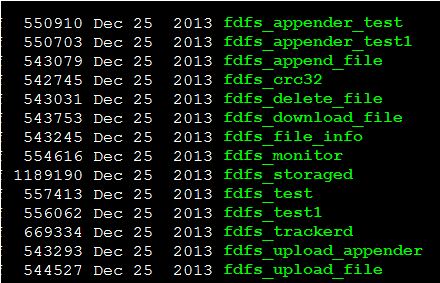 550910 Dec 25  2013 fdfs_appender_test
550703 Dec 25  2013 fdfs_appender_test1
543079 Dec 25  2013 fdfs_append_file
542745 Dec 25  2013 fdfs_crc32
543031 Dec 25  2013 fdfs_delete_file
543753 Dec 25  2013 fdfs_download_file
543245 Dec 25  2013 fdfs_file_info
554616 Dec 25  2013 fdfs_monitor
1189190 Dec 25  2013 fdfs_storaged
557413 Dec 25  2013 fdfs_test
556062 Dec 25  2013 fdfs_test1
669334 Dec 25  2013 fdfs_trackerd
543293 Dec 25  2013 fdfs_upload_appender
544527 Dec 25  2013 fdfs_upload_file